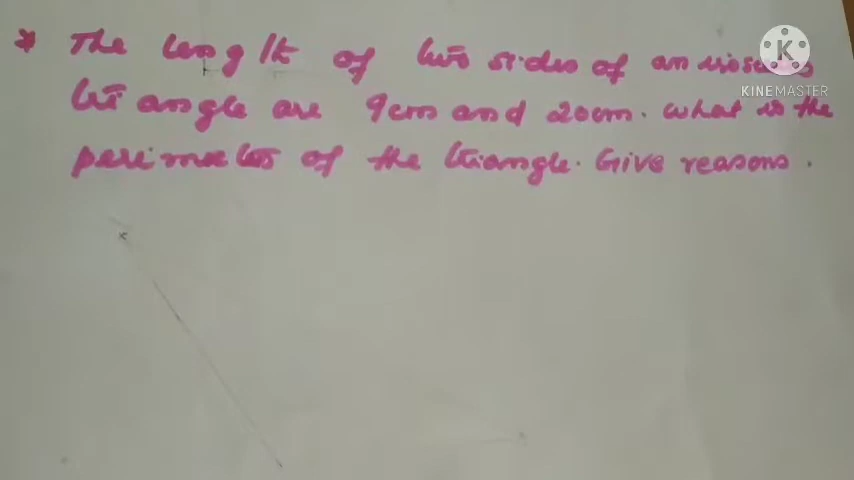 * The length of two sides of an isosceles
triangle are 9cm and 20cm. What is the
perimeter of the triangle. Give reasons.
K
KINEMASTER